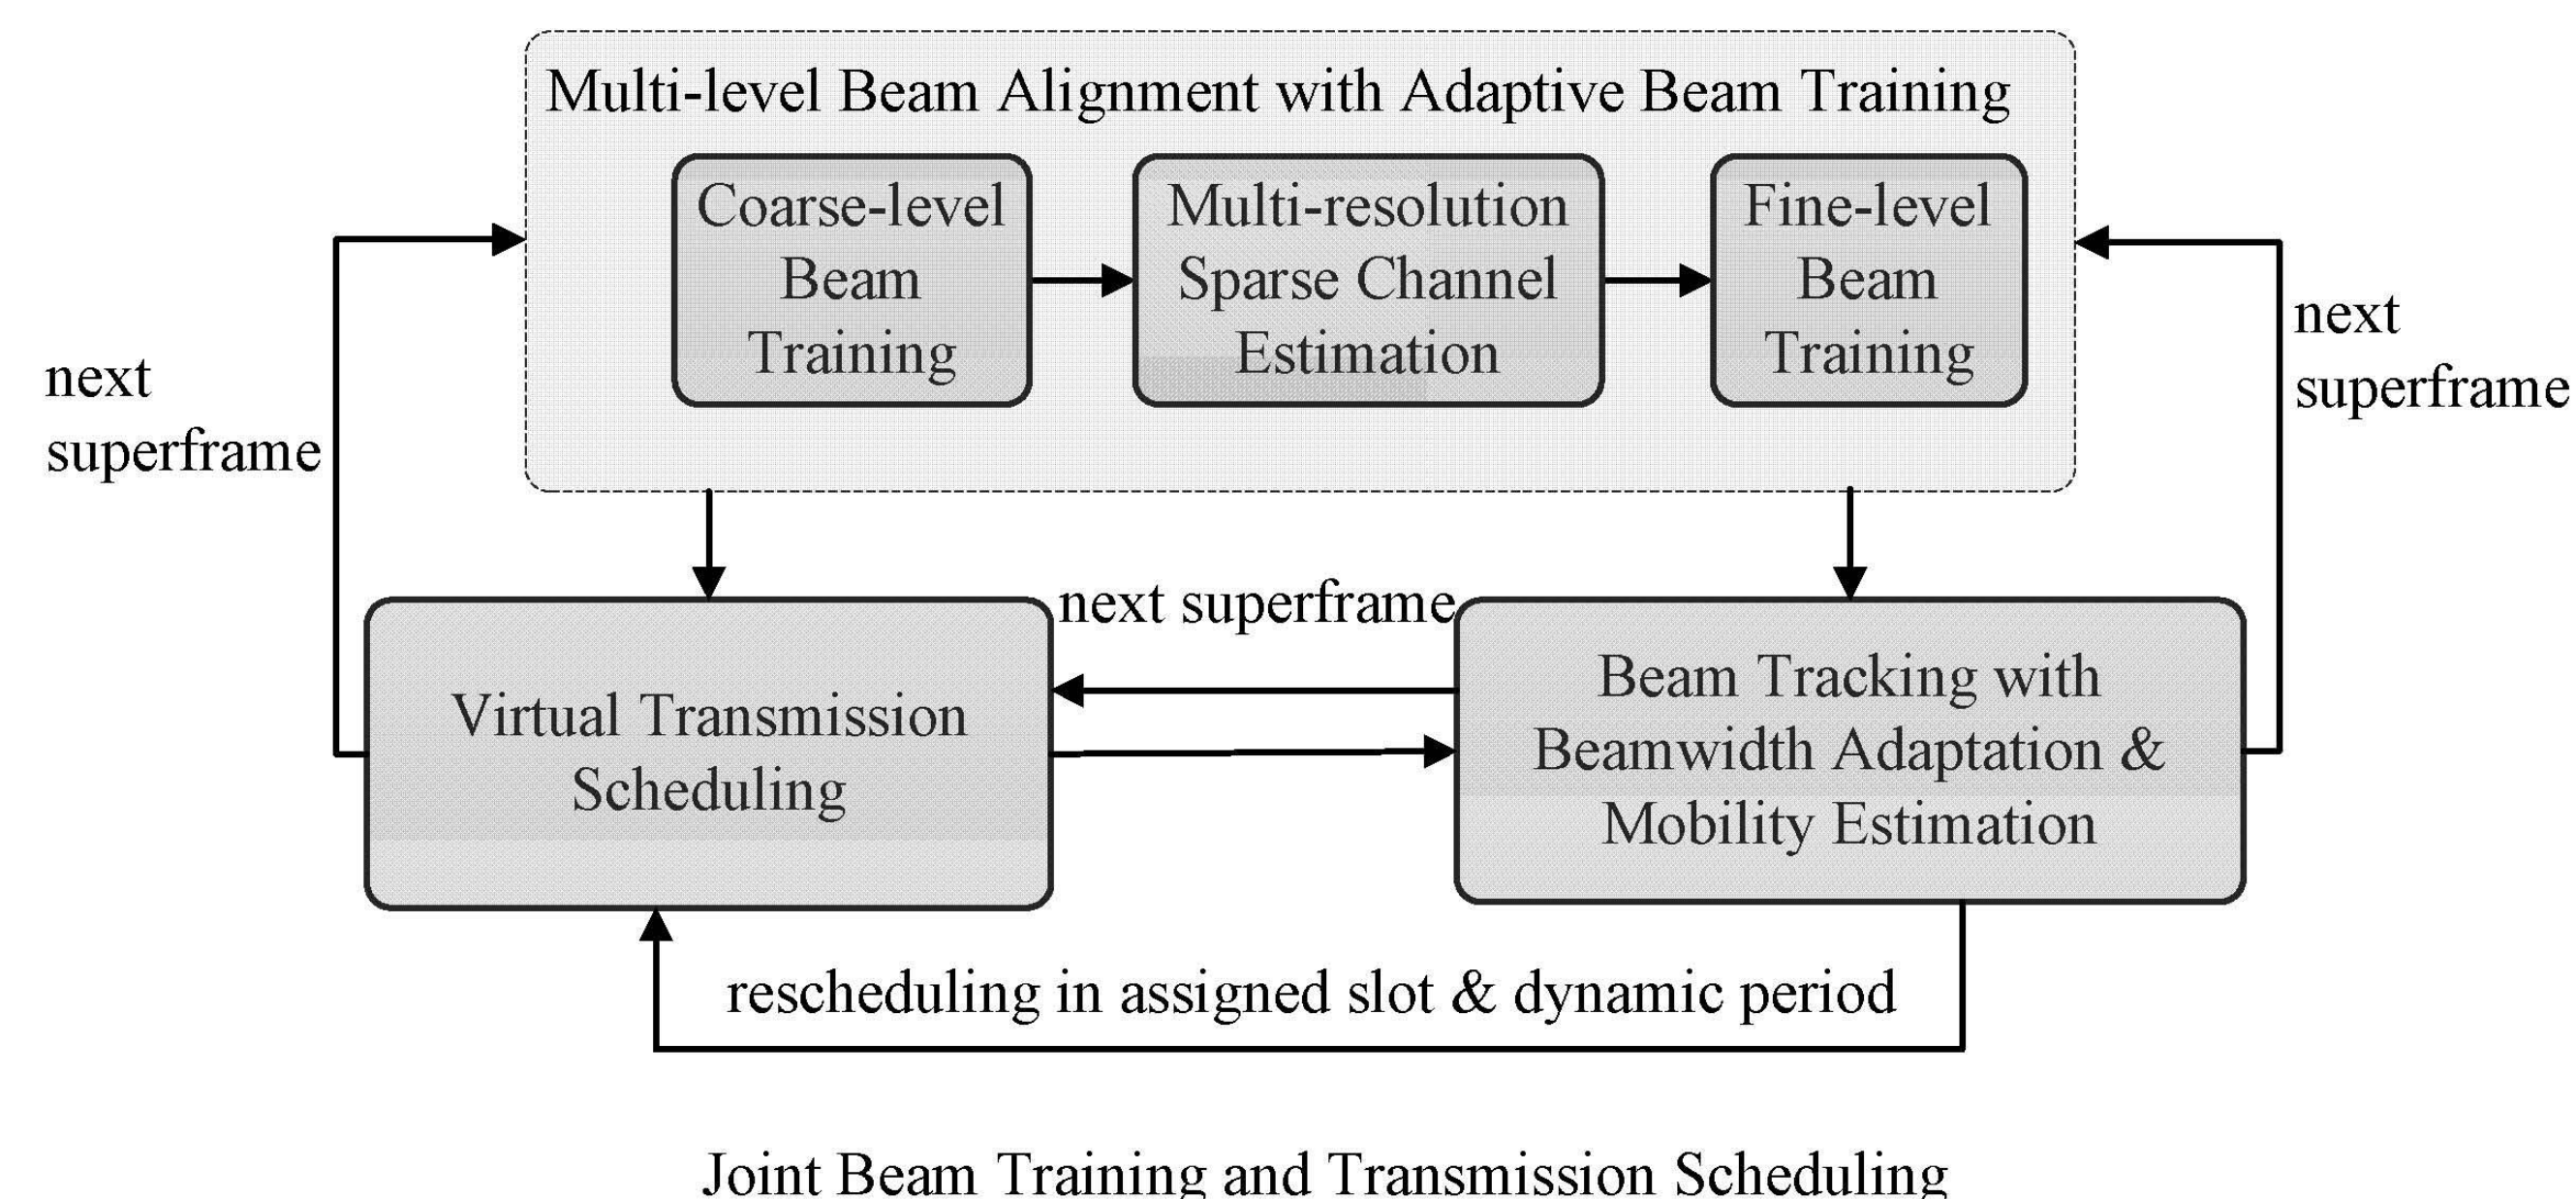 Multi-level Beam Alignment with Adaptive Beam Training
Coarse-level
Beam
Training
Multi-resolution
Sparse Channel
Estimation
Fine-level
Beam
Training
next
superframe
next
superframe
next superframe
Virtual Transmission
Scheduling
Beam Tracking with
Beamwidth Adaptation &
Mobility Estimation
rescheduling in assigned slot & dynamic period
Joint Beam Training and Transmission Scheduling